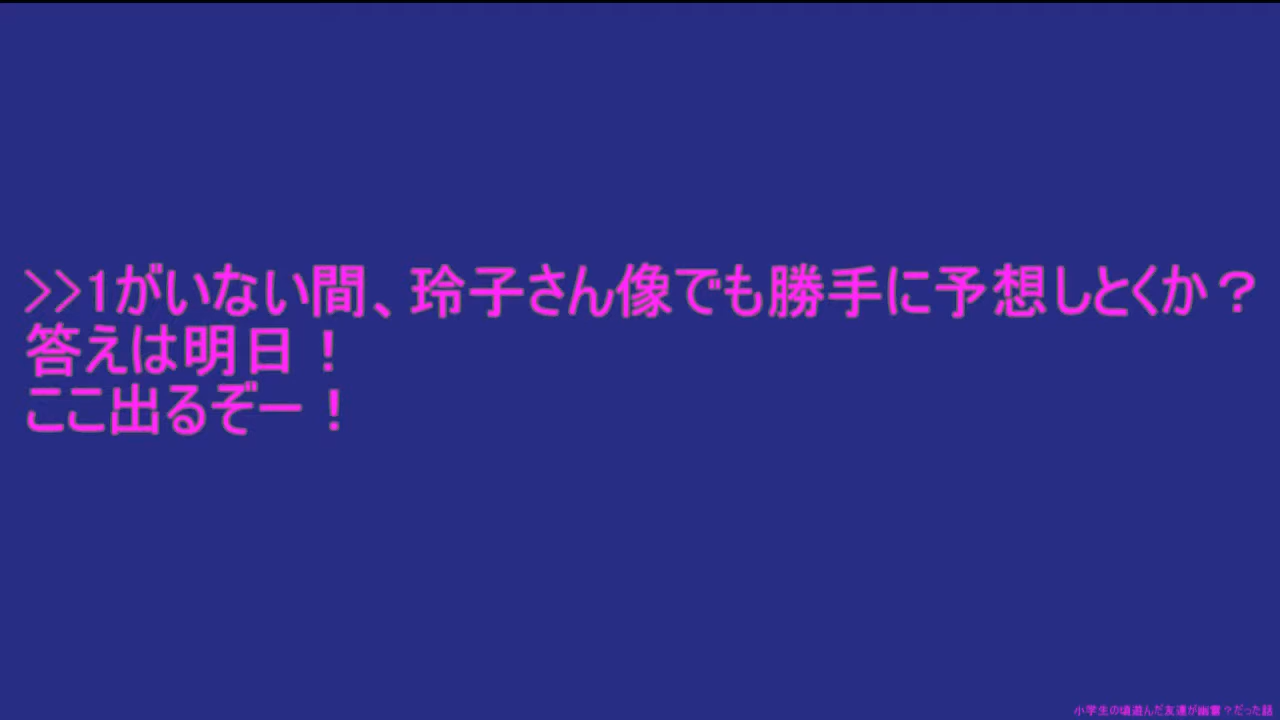 >>1がいない間、玲子さん像でも勝手に予想しとくか？
答えは明日！
ここ出るぞー！
小学生の頃遊んだ友達が幽霊？だった話